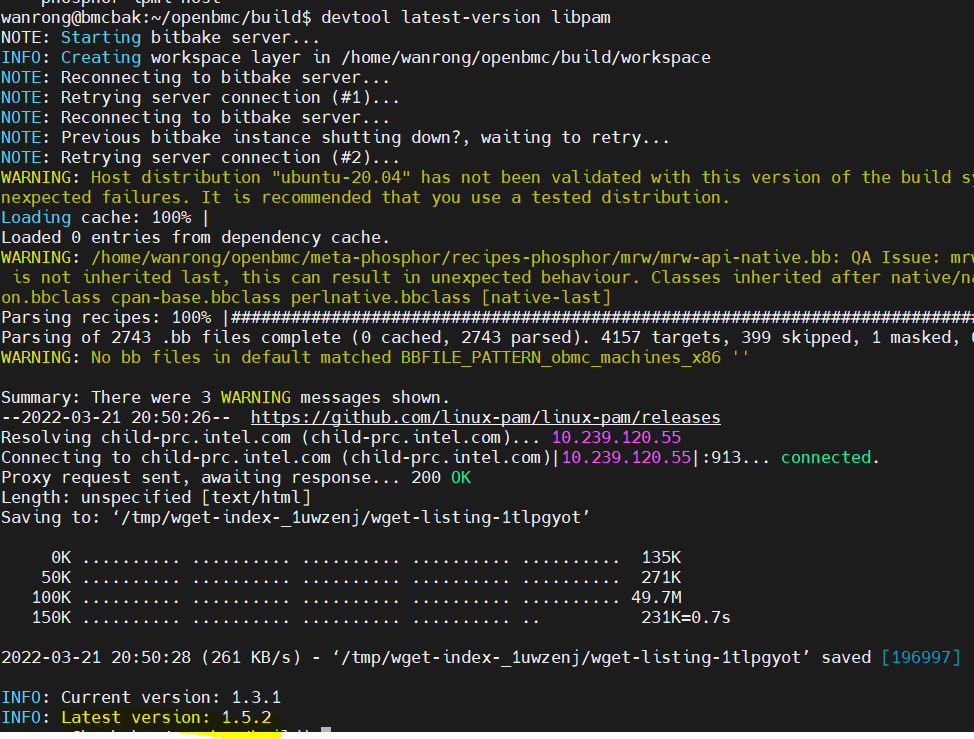 wanrong@bmcbak:~/openbmc/build$ devtool latest-version libpam
NOTE: Starting bitbake server...
INFO: Creating workspace layer in /home/wanrong/openbmc/build/workspace
NOTE: Reconnecting to bitbake server...
NOTE: Retrying server connection (#1)...
NOTE: Reconnecting to bitbake server...
NOTE: Previous bitbake instance shutting down?, waiting to retry...
NOTE: Retrying server connection (#2)...
WARNING: Host distribution "ubuntu-20.04" has not been validated with this version of the build sy
nexpected failures. It is recommended that you use a tested distribution.
Loading cache: 100% |
Loaded 0 entries from dependency cache.
WARNING: /home/wanrong/openbmc/meta-phosphor/recipes-phosphor/mrw/mrw-api-native.bb: QA Issue: mrw
is not inherited last, this can result in unexpected behaviour. Classes inherited after native/na
on.bbclass cpan-base.bbclass perlnative.bbclass [native-last]
Parsing recipes: 100% |###########################################################################
Parsing of 2743 .bb files complete (0 cached, 2743 parsed). 4157 targets, 399 skipped, 1 masked,
WARNING: No bb files in default matched BBFILE_PATTERN_obmc_machines_x86 ''
Summary: There were 3 WARNING messages shown.
--2022-03-21 20:50:26--  https://github.com/linux-pam/linux-pam/releases
Resolving child-prc.intel.com (child-prc.intel.com)... 10.239.120.55
Connecting to child-prc.intel.com (child-prc.intel.com)|10.239.120.55|:913... connected.
Proxy request sent, awaiting response... 200 OK
Length: unspecified [text/html]
Saving to: ‘/tmp/wget-index-_1uwzenj/wget-listing-1tlpgyot’
0K .......... .......... .......... .......... ..........  135K
50K .......... .......... .......... .......... ..........  271K
100K .......... .......... .......... .......... .......... 49.7M
150K .......... .......... .......... .......... ..          231K=0.7s
2022-03-21 20:50:28 (261 KB/s) - ‘/tmp/wget-index-_1uwzenj/wget-listing-1tlpgyot’ saved [196997]
INFO: Current version: 1.3.1
INFO: Latest version: 1.5.2